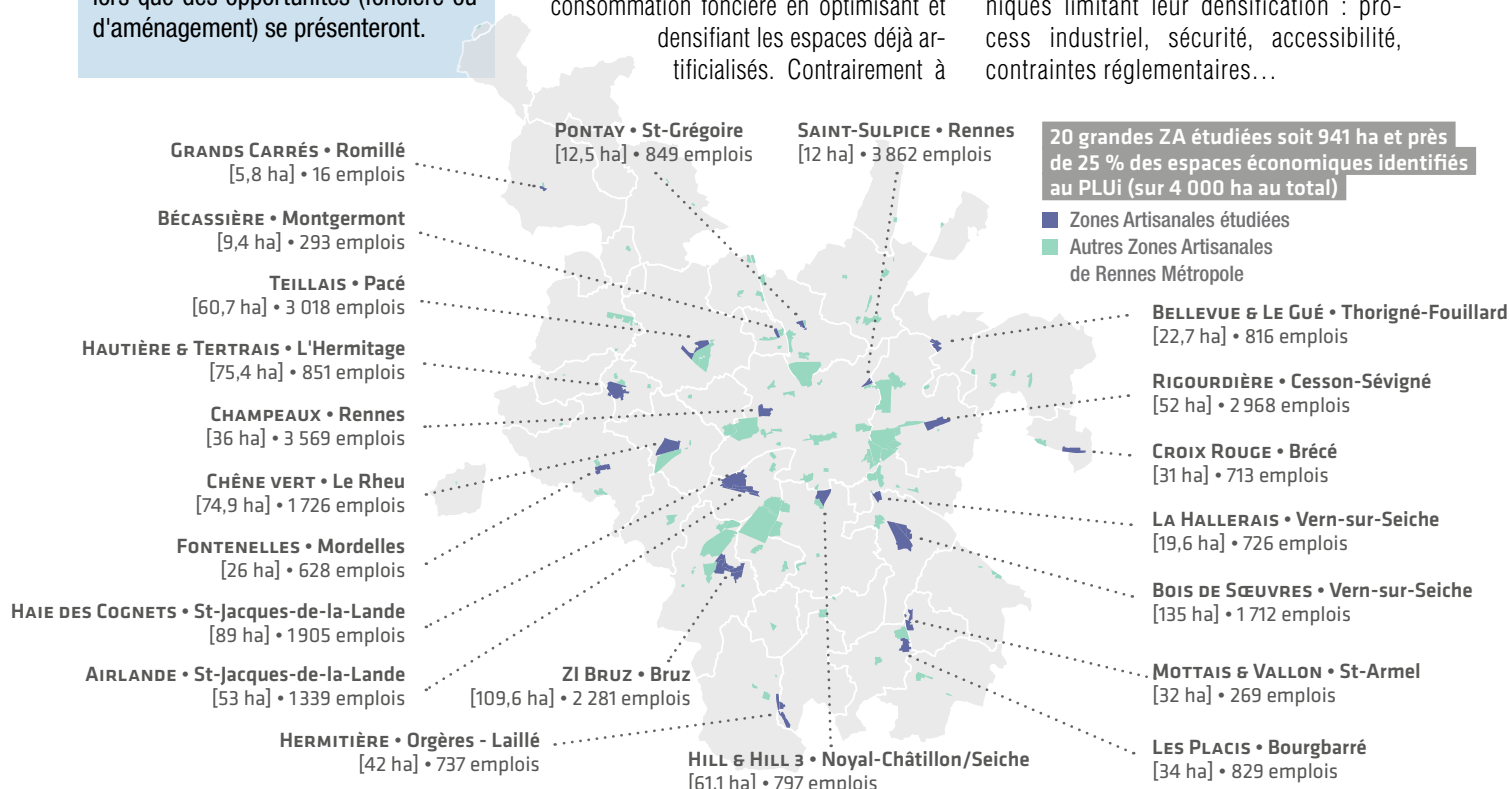 lors que des opportunités (foncière ou
d'aménagement) se présenteront.
consommation foncière en optimisant et
densifiant les espaces déjà ar-
tificialisés. Contrairement à
niques limitant leur densification : pro-
cess industriel, sécurité, accessibilité,
contraintes réglementaires…
GRANDS CARRÉS • Romillé
[5,8 ha] • 16 emplois
BÉCASSIÈRE • Montgermont
[9,4 ha] • 293 emplois
TEILLAIS • Pacé
[60,7 ha] • 3 018 emplois
HAUTIÈRE & TERTRAIS • L'Hermitage
[75,4 ha] • 851 emplois
CHAMPEAUX • Rennes
[36 ha] • 3 569 emplois
CHÊNE VERT • Le Rheu
[74,9 ha] • 1 726 emplois
FONTENELLES • Mordelles
[26 ha] • 628 emplois
HAIE DES COGNETS • St-Jacques-de-la-Lande
[89 ha] • 1 905 emplois
AIRLANDE • St-Jacques-de-la-Lande
[53 ha] • 1 339 emplois
HERMITIÈRE • Orgères - Laillé
[42 ha] • 737 emplois
PONTAY • St-Grégoire
[12,5 ha] • 849 emplois
SAINT-SULPICE • Rennes
[12 ha] • 3 862 emplois
ZI BRUZ • Bruz
[109,6 ha] • 2 281 emplois
HILL & HILL 3 • Noyal-Châtillon/Seiche
[61,1 ha] • 797 emplois
20 grandes ZA étudiées soit 941 ha et près
de 25 % des espaces économiques identifiés
au PLUi (sur 4 000 ha au total)
Zones Artisanales étudiées
Autres Zones Artisanales
de Rennes Métropole
BELLEVUE & LE GUÉ • Thorigné-Fouillard
[22,7 ha] • 816 emplois
RIGOURDIÈRE • Cesson-Sévigné
[52 ha] • 2 968 emplois
CROIX ROUGE • Brécé
[31 ha] • 713 emplois
LA HALLERAIS • Vern-sur-Seiche
[19,6 ha] • 726 emplois
BOIS DE SŒUVRES • Vern-sur-Seiche
[135 ha] • 1 712 emplois
MOTTAIS & VALLON • St-Armel
[32 ha] • 269 emplois
LES PLACIS • Bourgbarré
[34 ha] • 829 emplois